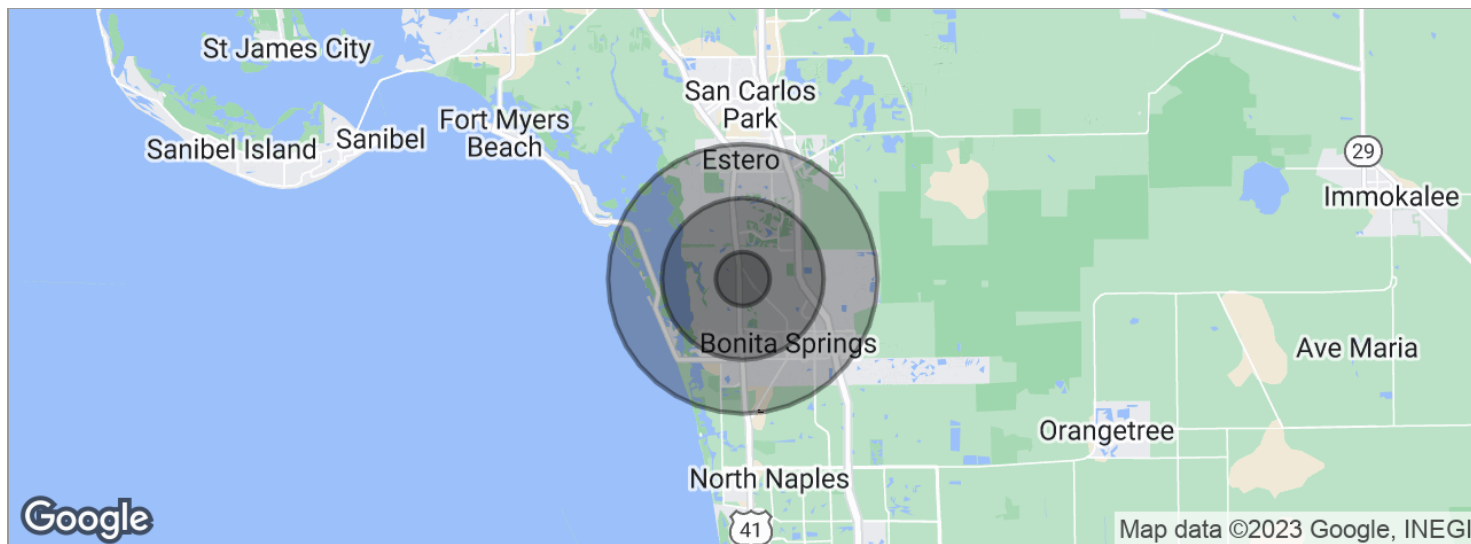 St James City
San Carlos
Park
Fort Myers
Beach
Sanibel
Sanibel Island
Estero
29
Immokalee
Bonita Springs
Ave Maria
Orangetree
North Naples
41
Google
Map data ©2023 Google, INEGI